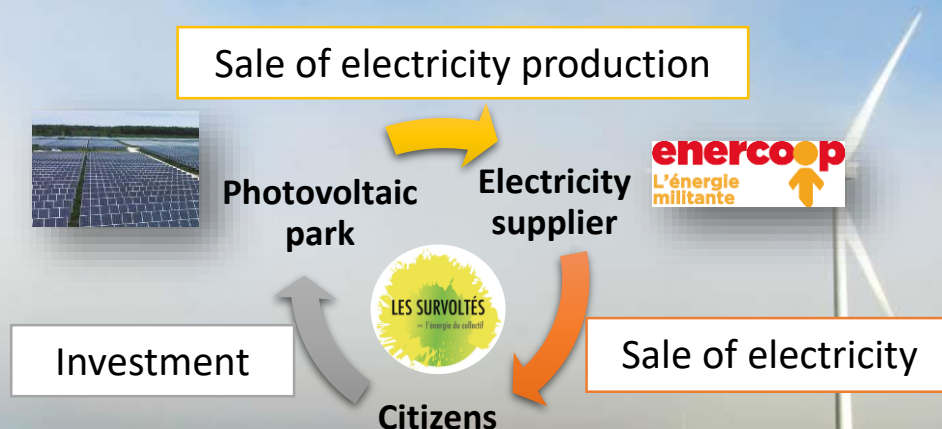 Sale of electricity production
Photovoltaic
park
Electricity
supplier
enercoop
L'énergie
militante
LES SURVOLTÉS
— l'énergie du collectif
Investment
Sale of electricity
Citizens